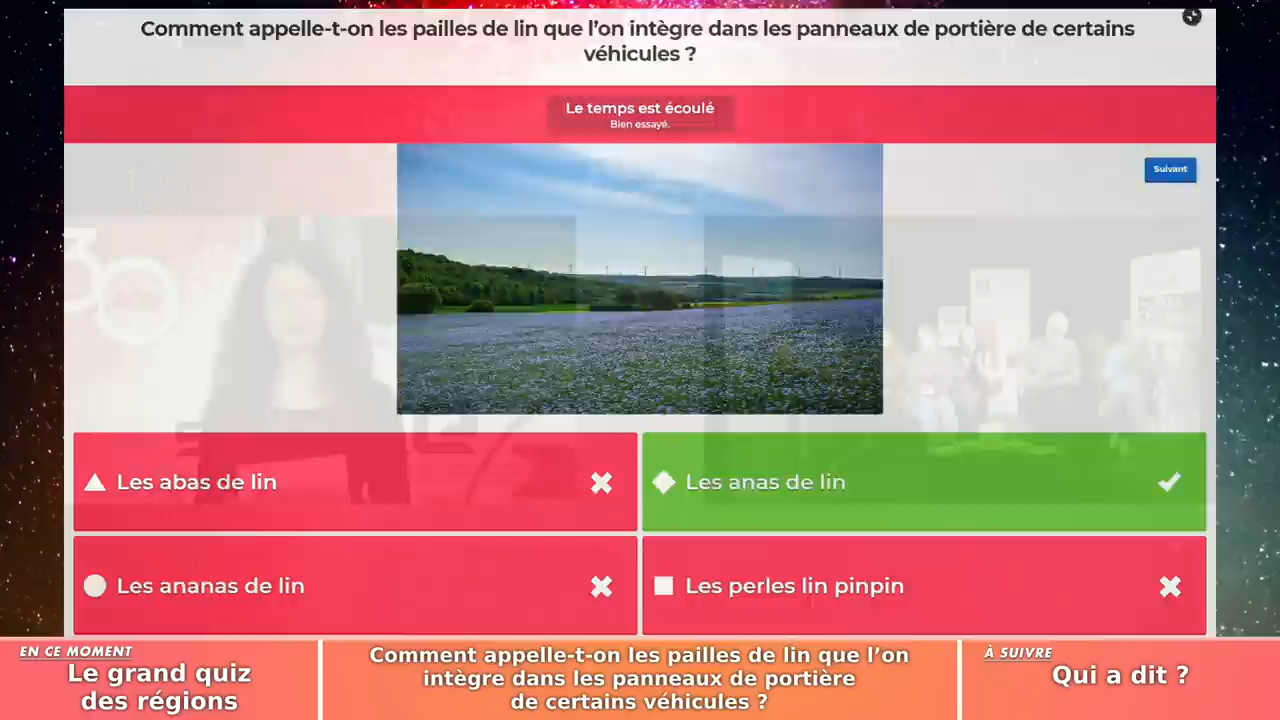 Comment appelle-t-on les pailles de lin que l’on intègre dans les panneaux de portière de certains
véhicules ?
Le temps est écoulé
Bien essayé.
Suivant
Les abas de lin
Les anas de lin
Les ananas de lin
Les perles lin pinpin
EN CE MOMENT
Le grand quiz
des régions
Comment appelle-t-on les pailles de lin que l’on
intègre dans les panneaux de portière
de certains véhicules ?
À SUIVRE
Qui a dit ?